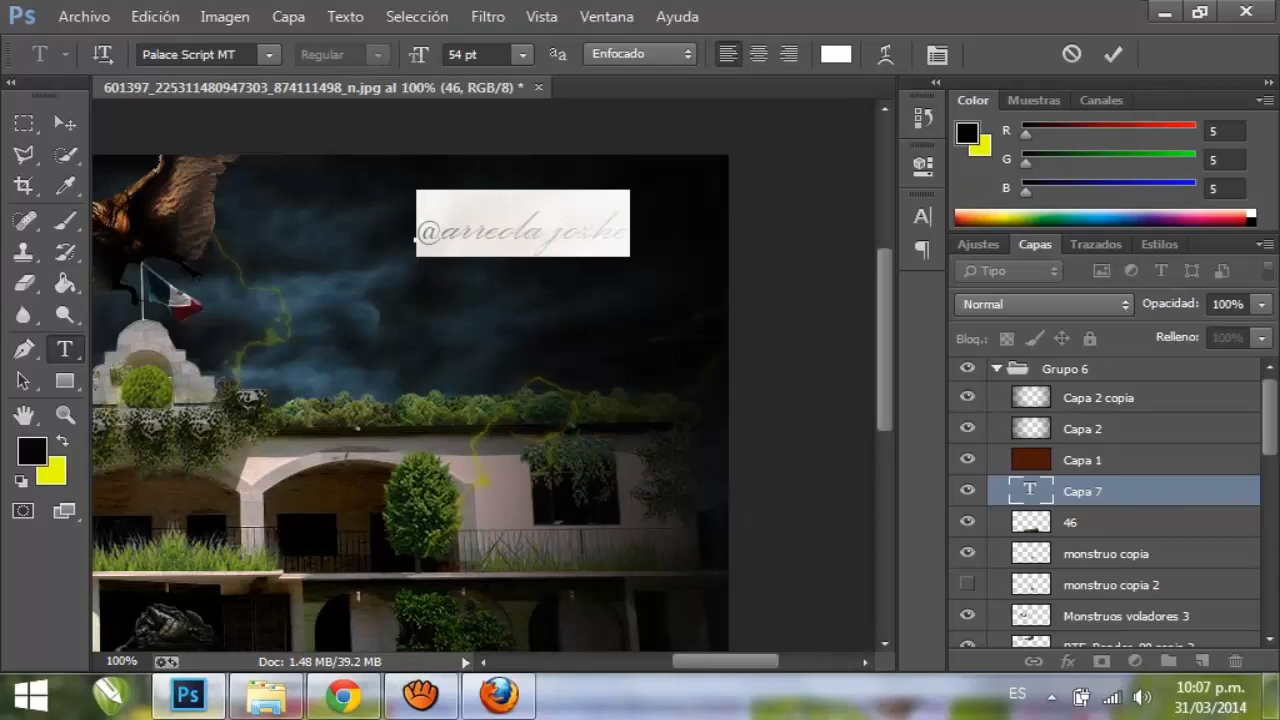 Ps Archivo Edición Imagen Capa Texto Selección Filtro Vista Ventana Ayuda
T Palace Script MT Regular 54 pt aa Enfocado
601397_225311480947303_874111498_n.jpg al 100% (46, RGB/8) *
@arreola jozhe
Color Muestras Canales
R 5
G 5
B 5
Ajustes Capas Trazados Estilos
Tipo
Normal Opacidad: 100%
Bloq.: Relleno: 100%
Grupo 6
Capa 2 copia
Capa 2
Capa 1
T Capa 7
46
monstruo copia
monstruo copia 2
Monstruos voladores 3
100% Doc: 1.48 MB/39.2 MB
Ps ES 10:07 p.m.
31/03/2014